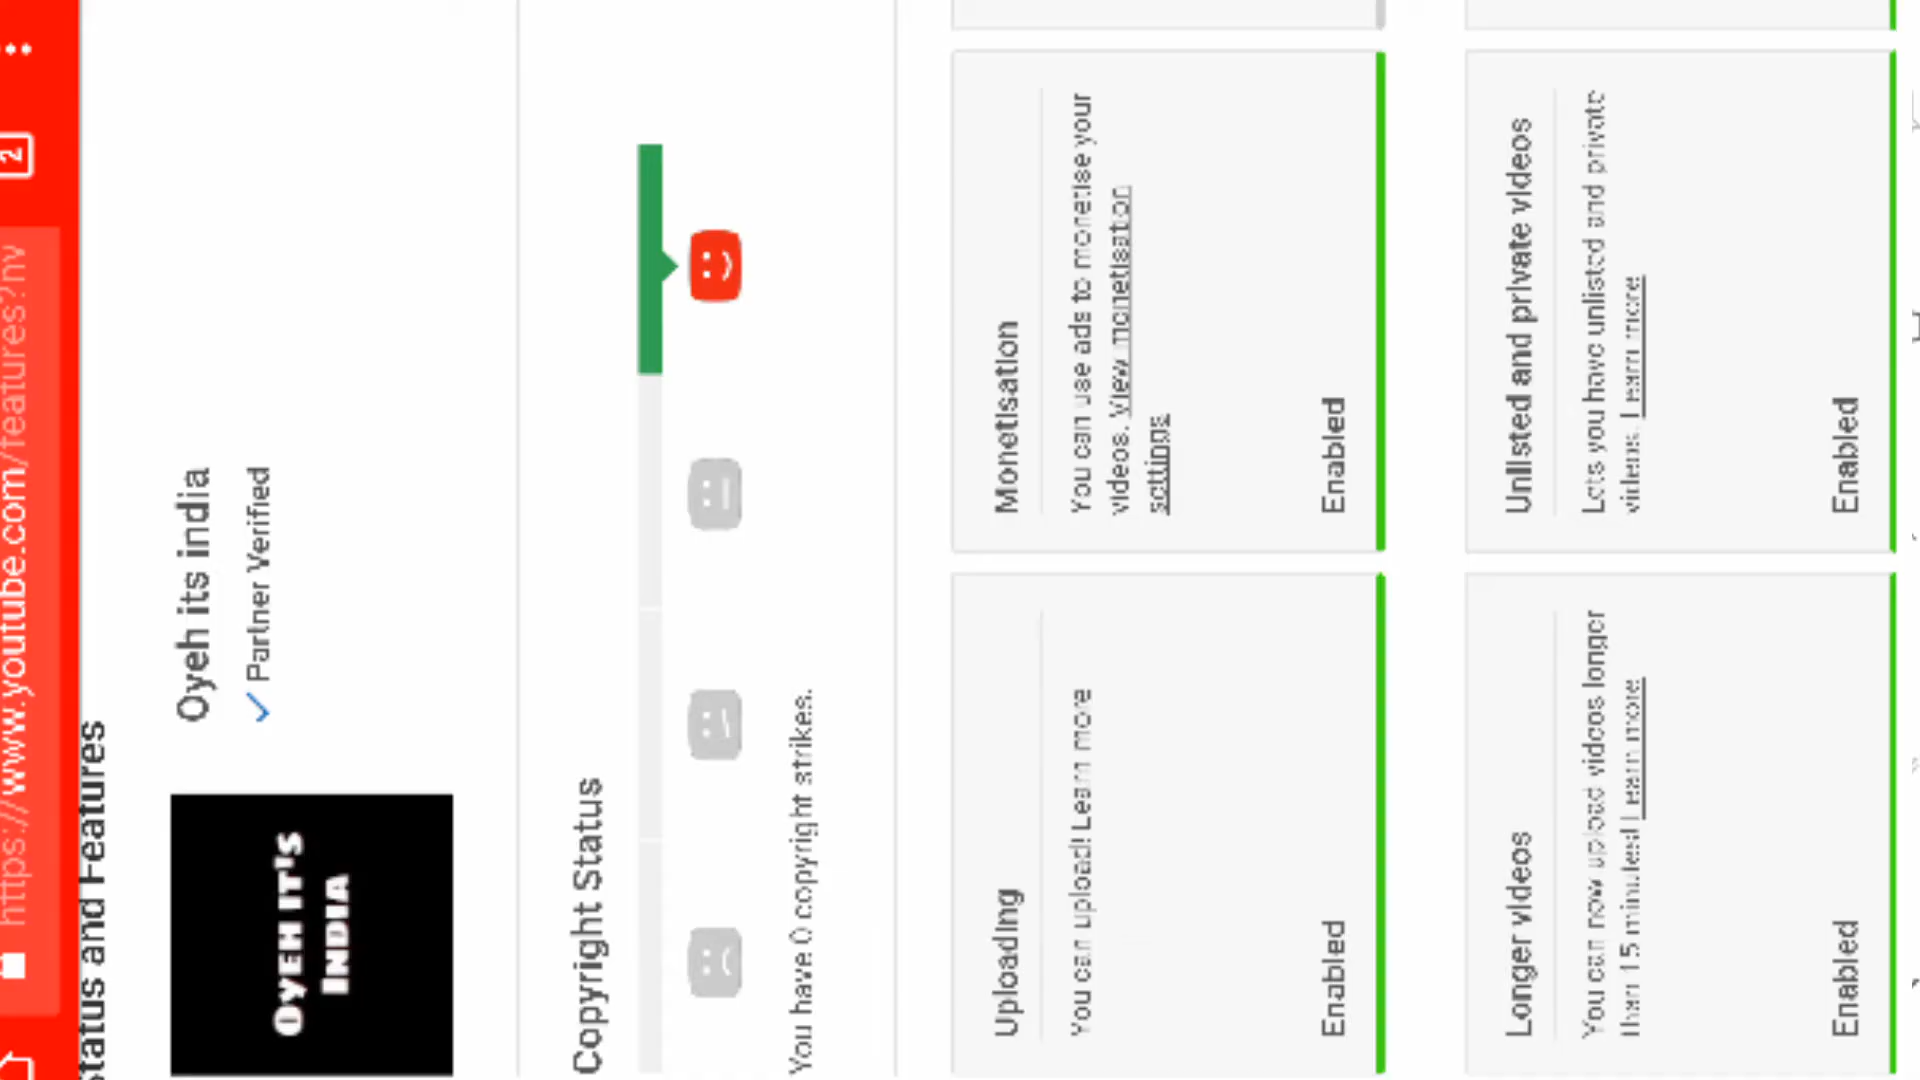 2
https://www.youtube.com/features?nv
Status and Features
OYEH IT'S
INDIA
Oyeh its india
Partner Verified
Copyright Status
You have 0 copyright strikes.
Uploading
You can upload! Learn more
Enabled
Monetisation
You can use ads to monetise your
videos. View monetisation
settings
Enabled
Longer videos
You can now upload videos longer
than 15 minutes! Learn more
Enabled
Unlisted and private videos
Lets you have unlisted and private
videos. Learn more
Enabled